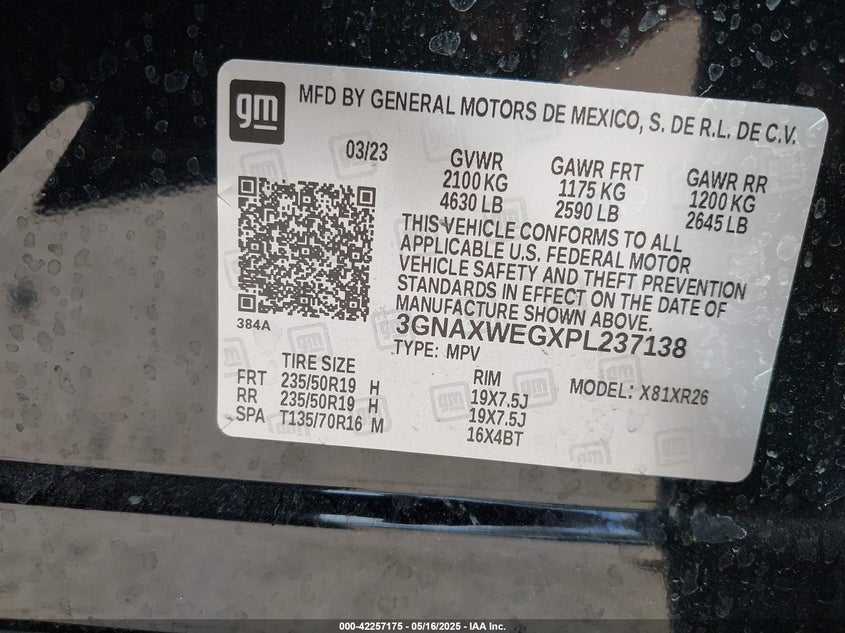 gm
MFD BY GENERAL MOTORS DE MEXICO, S. DE R.L. DE C.V.
03/23
GVWR GAWR FRT GAWR RR
2100 KG 1175 KG 1200 KG
4630 LB 2590 LB 2645 LB
THIS VEHICLE CONFORMS TO ALL
APPLICABLE U.S. FEDERAL MOTOR
VEHICLE SAFETY AND THEFT PREVENTION
STANDARDS IN EFFECT ON THE DATE OF
MANUFACTURE SHOWN ABOVE.
384A
3GNAXWEGXPL237138
TYPE: MPV
MODEL: X81XR26
TIRE SIZE RIM
FRT 235/50R19 H 19X7.5J
RR 235/50R19 H 19X7.5J
SPA T135/70R16 M 16X4BT
000-42257175 - 05/16/2025 - IAA Inc.